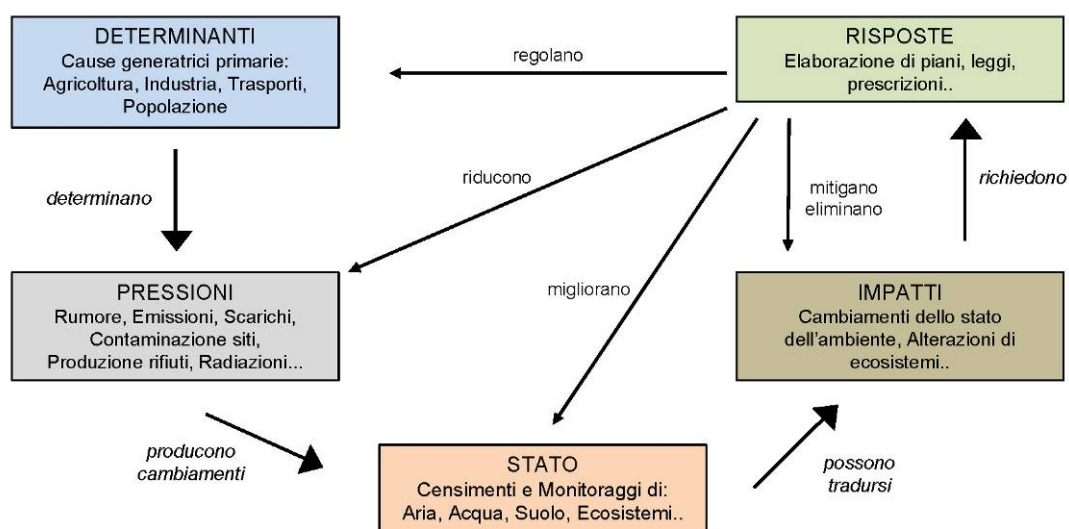 DETERMINANTI
Cause generatrici primarie:
Agricoltura, Industria, Trasporti,
Popolazione
regolano
RISPOSTE
Elaborazione di piani, leggi,
prescrizioni..
determinano
riducono
mitigano
eliminano
richiedono
PRESSIONI
Rumore, Emissioni, Scarichi,
Contaminazione siti,
Produzione rifiuti, Radiazioni...
migliorano
IMPATTI
Cambiamenti dello stato
dell'ambiente, Alterazioni di
ecosistemi..
producono
cambiamenti
STATO
Censimenti e Monitoraggi di:
Aria, Acqua, Suolo, Ecosistemi..
possono
tradursi